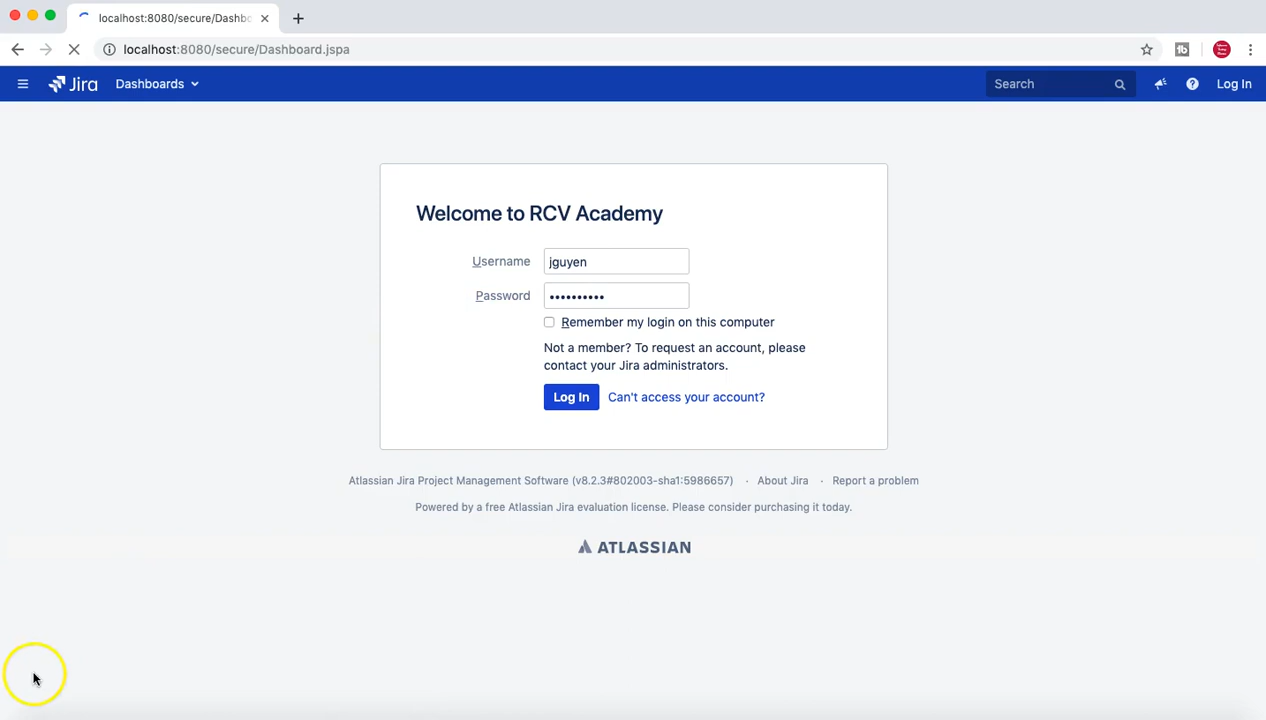 localhost:8080/secure/Dashbo
localhost:8080/secure/Dashboard.jspa
Jira Dashboards Search Log In
Welcome to RCV Academy
Username jguyen
Password ••••••••••
Remember my login on this computer
Not a member? To request an account, please
contact your Jira administrators.
Log In Can't access your account?
Atlassian Jira Project Management Software (v8.2.3#802003-sha1:5986657) · About Jira · Report a problem
Powered by a free Atlassian Jira evaluation license. Please consider purchasing it today.
ATLASSIAN